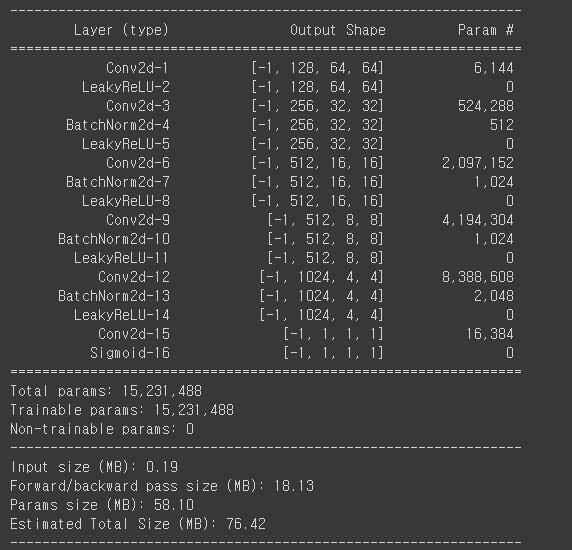 ----------------------------------------------------------------
        Layer (type)               Output Shape         Param #
================================================================
            Conv2d-1          [-1, 128, 64, 64]           6,144
         LeakyReLU-2          [-1, 128, 64, 64]               0
            Conv2d-3          [-1, 256, 32, 32]         524,288
       BatchNorm2d-4          [-1, 256, 32, 32]             512
         LeakyReLU-5          [-1, 256, 32, 32]               0
            Conv2d-6          [-1, 512, 16, 16]       2,097,152
       BatchNorm2d-7          [-1, 512, 16, 16]           1,024
         LeakyReLU-8          [-1, 512, 16, 16]               0
            Conv2d-9            [-1, 512, 8, 8]       4,194,304
      BatchNorm2d-10            [-1, 512, 8, 8]           1,024
        LeakyReLU-11            [-1, 512, 8, 8]               0
           Conv2d-12           [-1, 1024, 4, 4]       8,388,608
      BatchNorm2d-13           [-1, 1024, 4, 4]           2,048
        LeakyReLU-14           [-1, 1024, 4, 4]               0
           Conv2d-15              [-1, 1, 1, 1]          16,384
          Sigmoid-16              [-1, 1, 1, 1]               0
================================================================
Total params: 15,231,488
Trainable params: 15,231,488
Non-trainable params: 0
----------------------------------------------------------------
Input size (MB): 0.19
Forward/backward pass size (MB): 18.13
Params size (MB): 58.10
Estimated Total Size (MB): 76.42
----------------------------------------------------------------